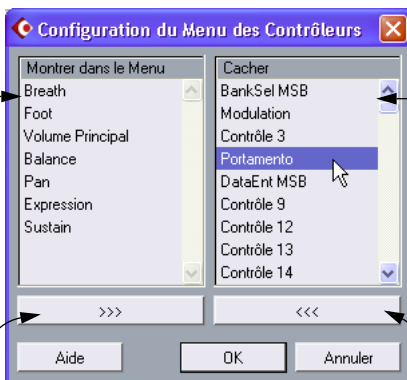 Configuration du Menu des Contrôleurs
Montrer dans le Menu
Breath
Foot
Volume Principal
Balance
Pan
Expression
Sustain
Cacher
BankSel MSB
Modulation
Contrôle 3
Portamento
DataEnt MSB
Contrôle 9
Contrôle 12
Contrôle 13
Contrôle 14
>>>
<<<
Aide
OK
Annuler